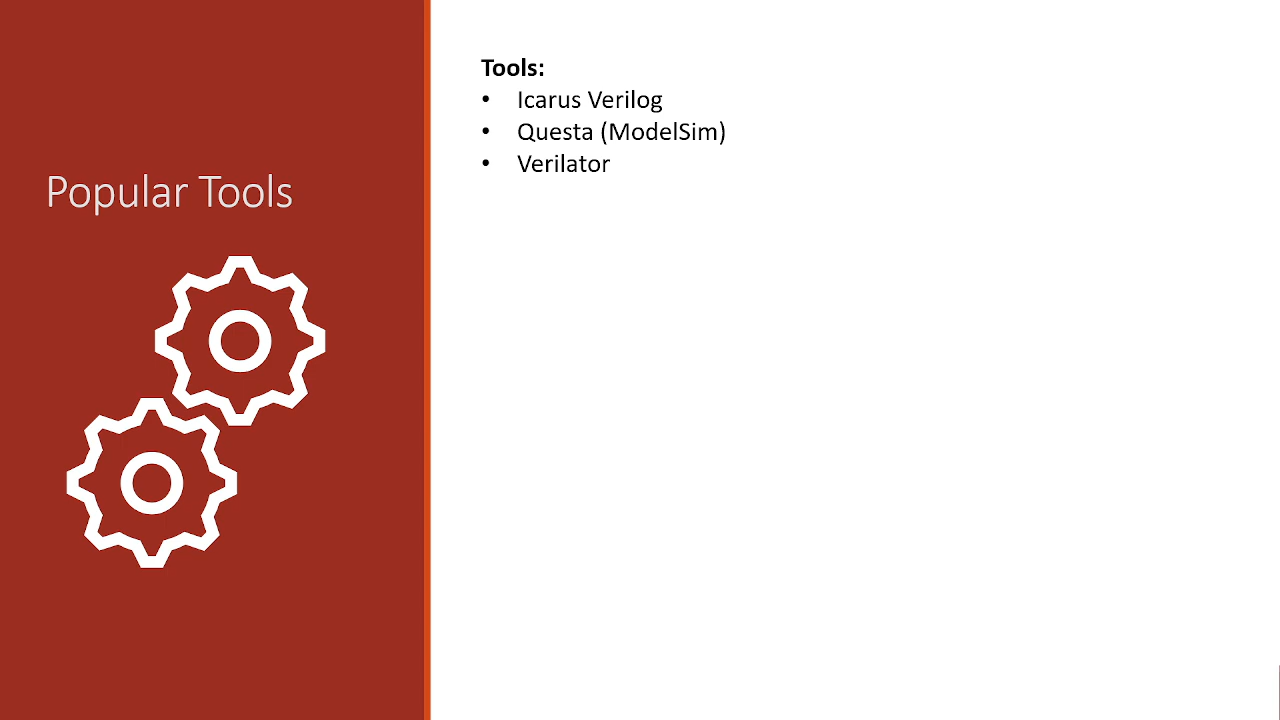 Popular Tools
Tools:
• Icarus Verilog
• Questa (ModelSim)
• Verilator